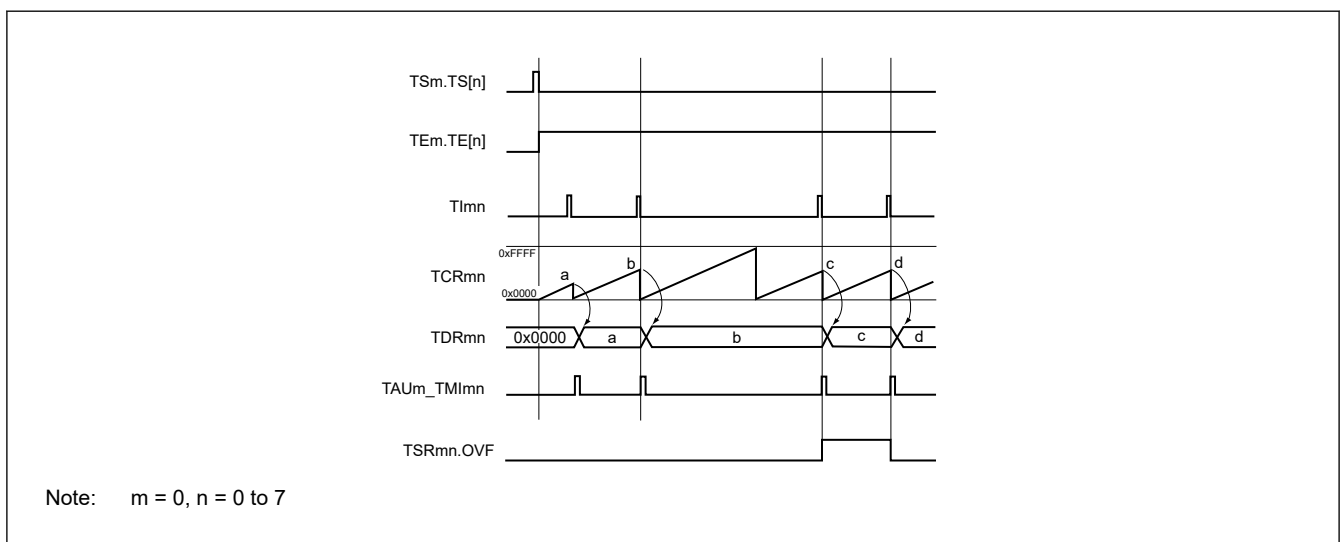 TSm.TS[n]
TEm.TE[n]
TImn
0xFFFF
TCRmn
a
b
c
d
0x0000
TDRmn
0x0000
a
b
c
d
TAUm_TMImn
TSRmn.OVF
Note: m = 0, n = 0 to 7